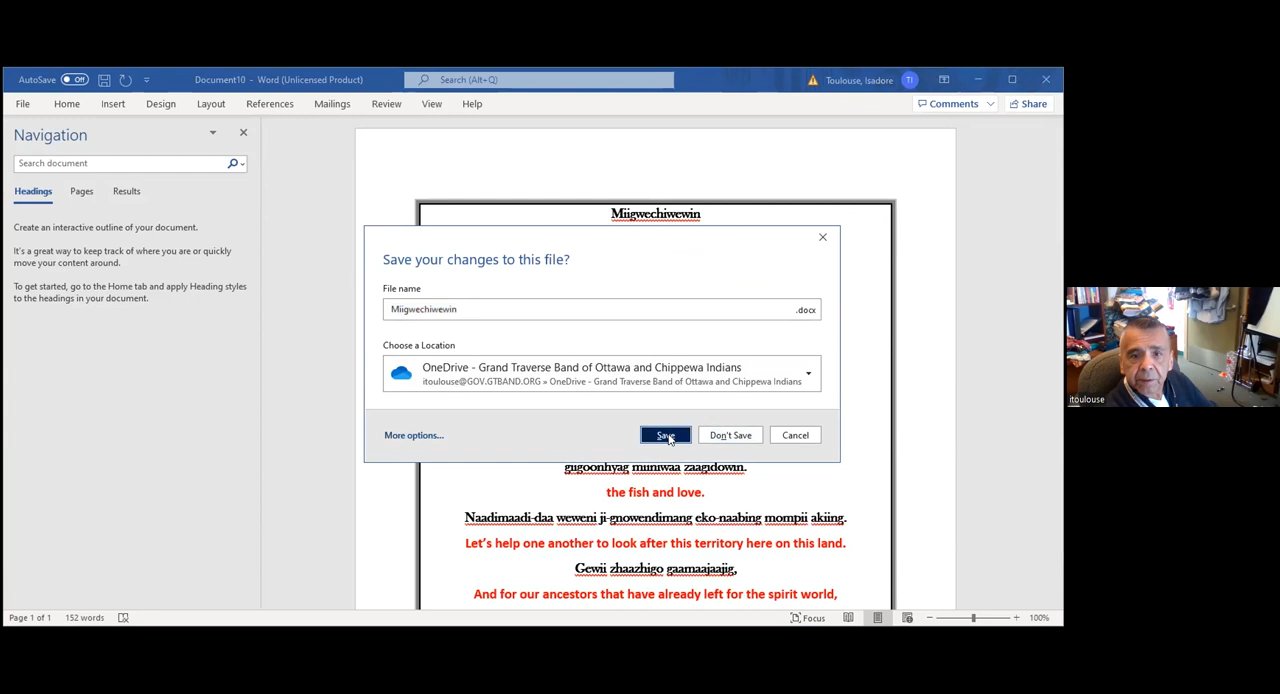 AutoSave Off Document10 - Word (Unlicensed Product) Search (Alt+Q) Toulouse, Isadore TI
File Home Insert Design Layout References Mailings Review View Help Comments Share
Navigation
Search document
Headings Pages Results
Create an interactive outline of your document.
It's a great way to keep track of where you are or quickly
move your content around.
To get started, go to the Home tab and apply Heading styles
to the headings in your document.
Miigwechiwewin
Save your changes to this file?
File name
Miigwechiwewin .docx
Choose a Location
OneDrive - Grand Traverse Band of Ottawa and Chippewa Indians
itoulouse@GOV.GTBAND.ORG » OneDrive - Grand Traverse Band of Ottawa and Chippewa Indians
More options... Save Don't Save Cancel
giigoonhyag miiniwaa zaagidowin.
the fish and love.
Naadimaadi-daa weweni ji-gnowendimang eko-naabing mompii akiing.
Let's help one another to look after this territory here on this land.
Gewii zhaazhigo gaamaajaajig,
And for our ancestors that have already left for the spirit world,
Page 1 of 1 152 words Focus 100%
itoulouse